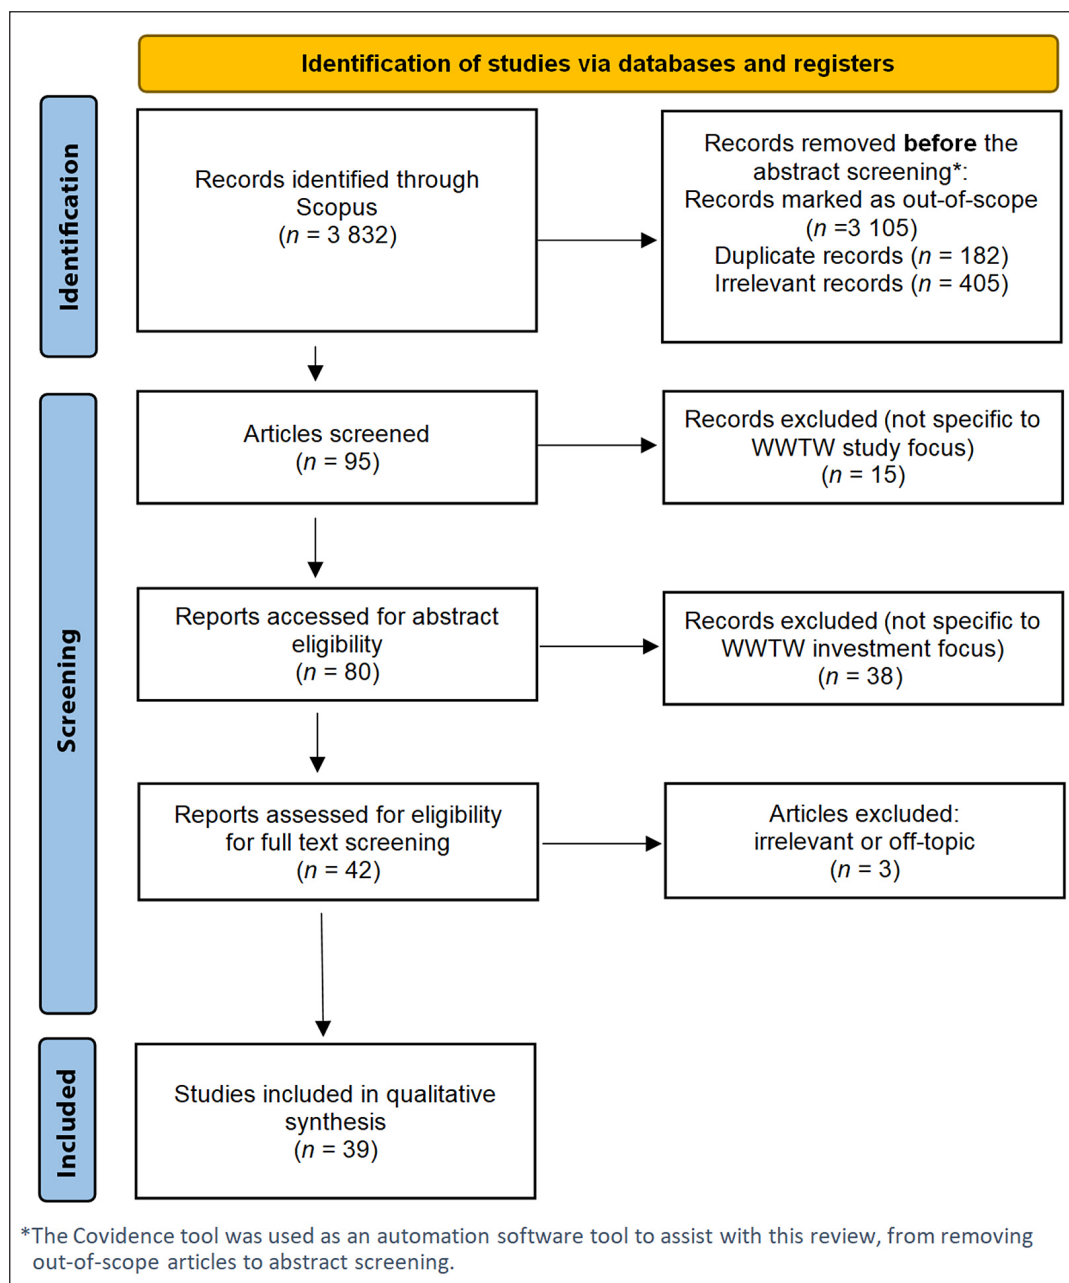 Identification of studies via databases and registers
Identification
Records identified through
Scopus
(n = 3 832)
Records removed before the
abstract screening*:
Records marked as out-of-scope
(n =3 105)
Duplicate records (n = 182)
Irrelevant records (n = 405)
Screening
Articles screened
(n = 95)
Records excluded (not specific to
WWTW study focus)
(n = 15)
Reports accessed for abstract
eligibility
(n = 80)
Records excluded (not specific to
WWTW investment focus)
(n = 38)
Reports assessed for eligibility
for full text screening
(n = 42)
Articles excluded:
irrelevant or off-topic
(n = 3)
Included
Studies included in qualitative
synthesis
(n = 39)
*The Covidence tool was used as an automation software tool to assist with this review, from removing
out-of-scope articles to abstract screening.